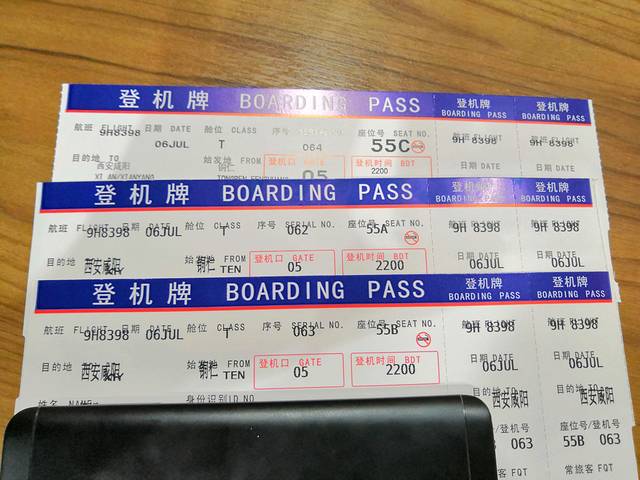 登机牌 BOARDING PASS 登机牌 登机牌
BOARDING PASS BOARDING PASS
航班 FLIGHT 日期 DATE 舱位 CLASS 序号 座位号 SEAT NO.
9H8398 06JUL T 064 55C 9H 8398 9H 8398
目的地 TO 始发地 FROM 登机口 GATE 登机时间 BDT 日期 DATE 日期 DATE
西安咸阳 铜仁 05 2200
XI AN/XIANYANG
登机牌 BOARDING PASS 登机牌 登机牌
BOARDING PASS BOARDING PASS
航班 FLIGHT 日期 DATE 舱位 CLASS 序号 SERIAL NO. 座位号 SEAT NO.
9H8398 06JUL T 062 55A 9H 8398 9H 8398
目的地 始 FROM 登机口 GATE 登机时间 BDT
西安咸阳 铜仁 TEN 05 2200 06JUL 06JUL
登机牌 BOARDING PASS 登机牌 登机牌
BOARDING PASS BOARDING PASS
航班 FLIGHT 日期 DATE 舱位 CLASS 序号 SERIAL NO. 座位号 SEAT NO.
9H8398 06JUL T 063 55B 9H 8398 9H 8398
日期 DATE 日期 DATE
目的地 始 FROM 登机口 GATE 登机时间 BDT 06JUL 06JUL
西安咸阳 铜仁 TEN 05 2200
目的地 TO
姓名 NAME 身份识别ID NO. 西安咸阳 西安咸阳
号/登机号 座位号/登机号
063 55B 063
客 FQT 常旅客 FQT